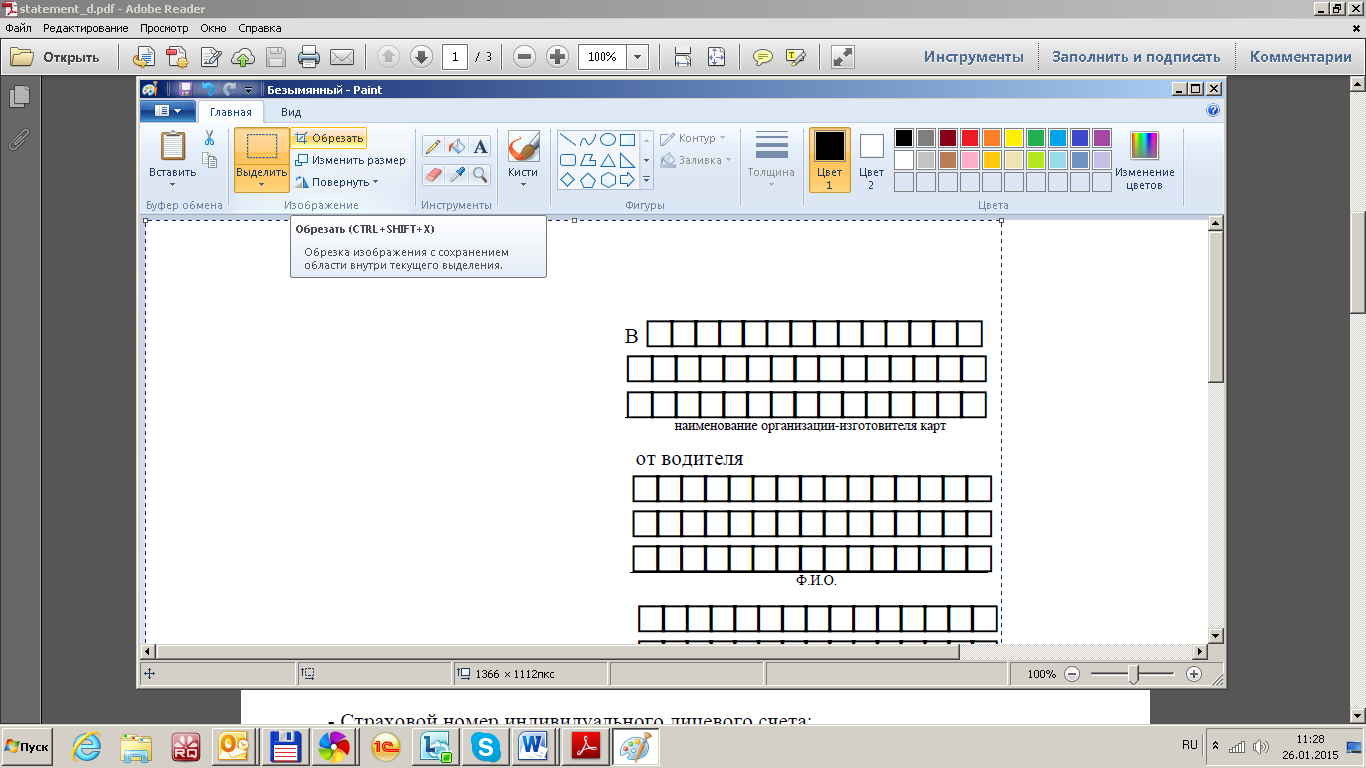 statement_d.pdf - Adobe Reader
Файл Редактирование Просмотр Окно Справка
Открыть 1 / 3 100% Инструменты Заполнить и подписать Комментарии
Безымянный - Paint
Главная Вид
Вставить Выделить Обрезать Изменить размер Повернуть A Кисти Контур Заливка Толщина Цвет 1 Цвет 2 Изменение цветов
Буфер обмена Изображение Инструменты Фигуры Цвета
Обрезать (CTRL+SHIFT+X)
Обрезка изображения с сохранением
области внутри текущего выделения.
В
наименование организации-изготовителя карт
от водителя
Ф.И.О.
1366 × 1112пкс 100%
- Страховой номер индивидуального лицевого счета:
Пуск RU 11:28
26.01.2015